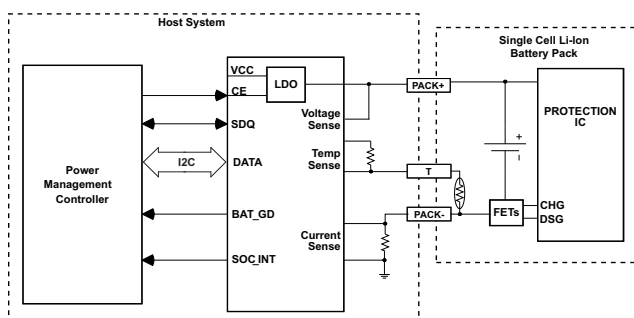 Host System
Single Cell Li-Ion
Battery Pack
VCC
LDO
CE
PACK+
PROTECTION
IC
Voltage
Sense
SDQ
Temp
Sense
I2C
DATA
T
Power
Management
Controller
BAT_GD
PACK-
FETs
CHG
DSG
Current
Sense
SOC_INT
+
–